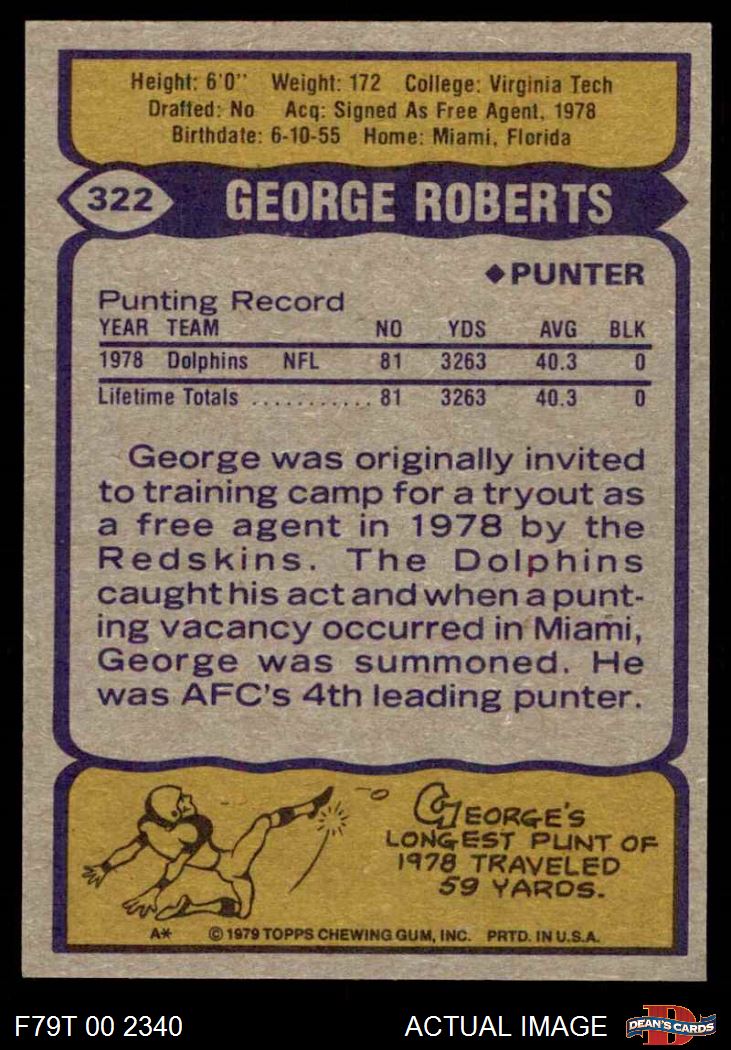 Height: 6'0" Weight: 172 College: Virginia Tech
Drafted: No Acq: Signed As Free Agent, 1978
Birthdate: 6-10-55 Home: Miami, Florida
322 GEORGE ROBERTS
◆PUNTER
Punting Record
YEAR TEAM NO YDS AVG BLK
1978 Dolphins NFL 81 3263 40.3 0
Lifetime Totals ........... 81 3263 40.3 0
George was originally invited
to training camp for a tryout as
a free agent in 1978 by the
Redskins. The Dolphins
caught his act and when a punt-
ing vacancy occurred in Miami,
George was summoned. He
was AFC's 4th leading punter.
GEORGE'S
LONGEST PUNT OF
1978 TRAVELED
59 YARDS.
A* © 1979 TOPPS CHEWING GUM, INC. PRTD. IN U.S.A.
F79T 00 2340 ACTUAL IMAGE D DEAN'S CARDS